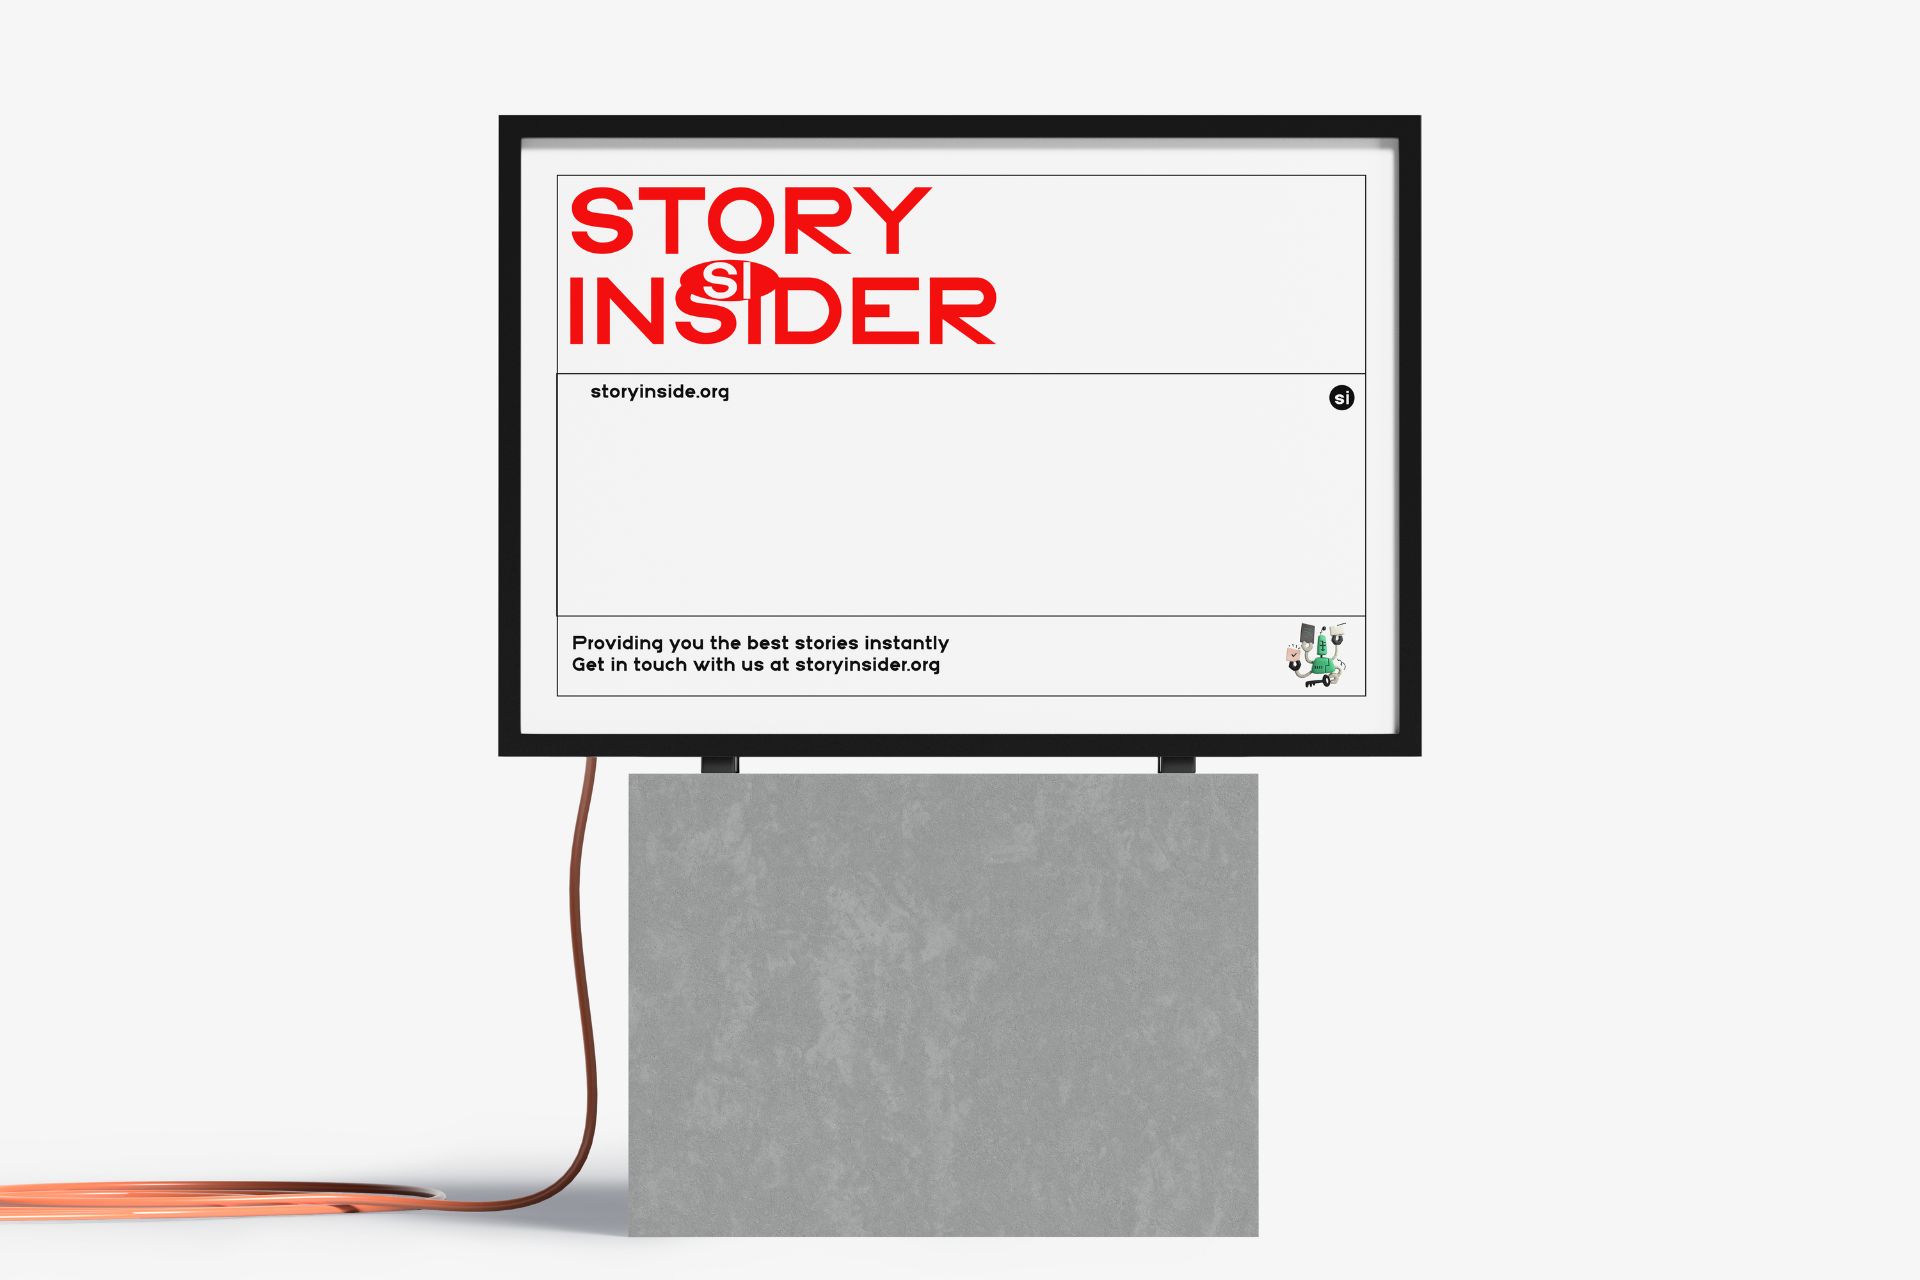 STORY
SI
INSIDER
storyinside.org
si
Providing you the best stories instantly
Get in touch with us at storyinsider.org